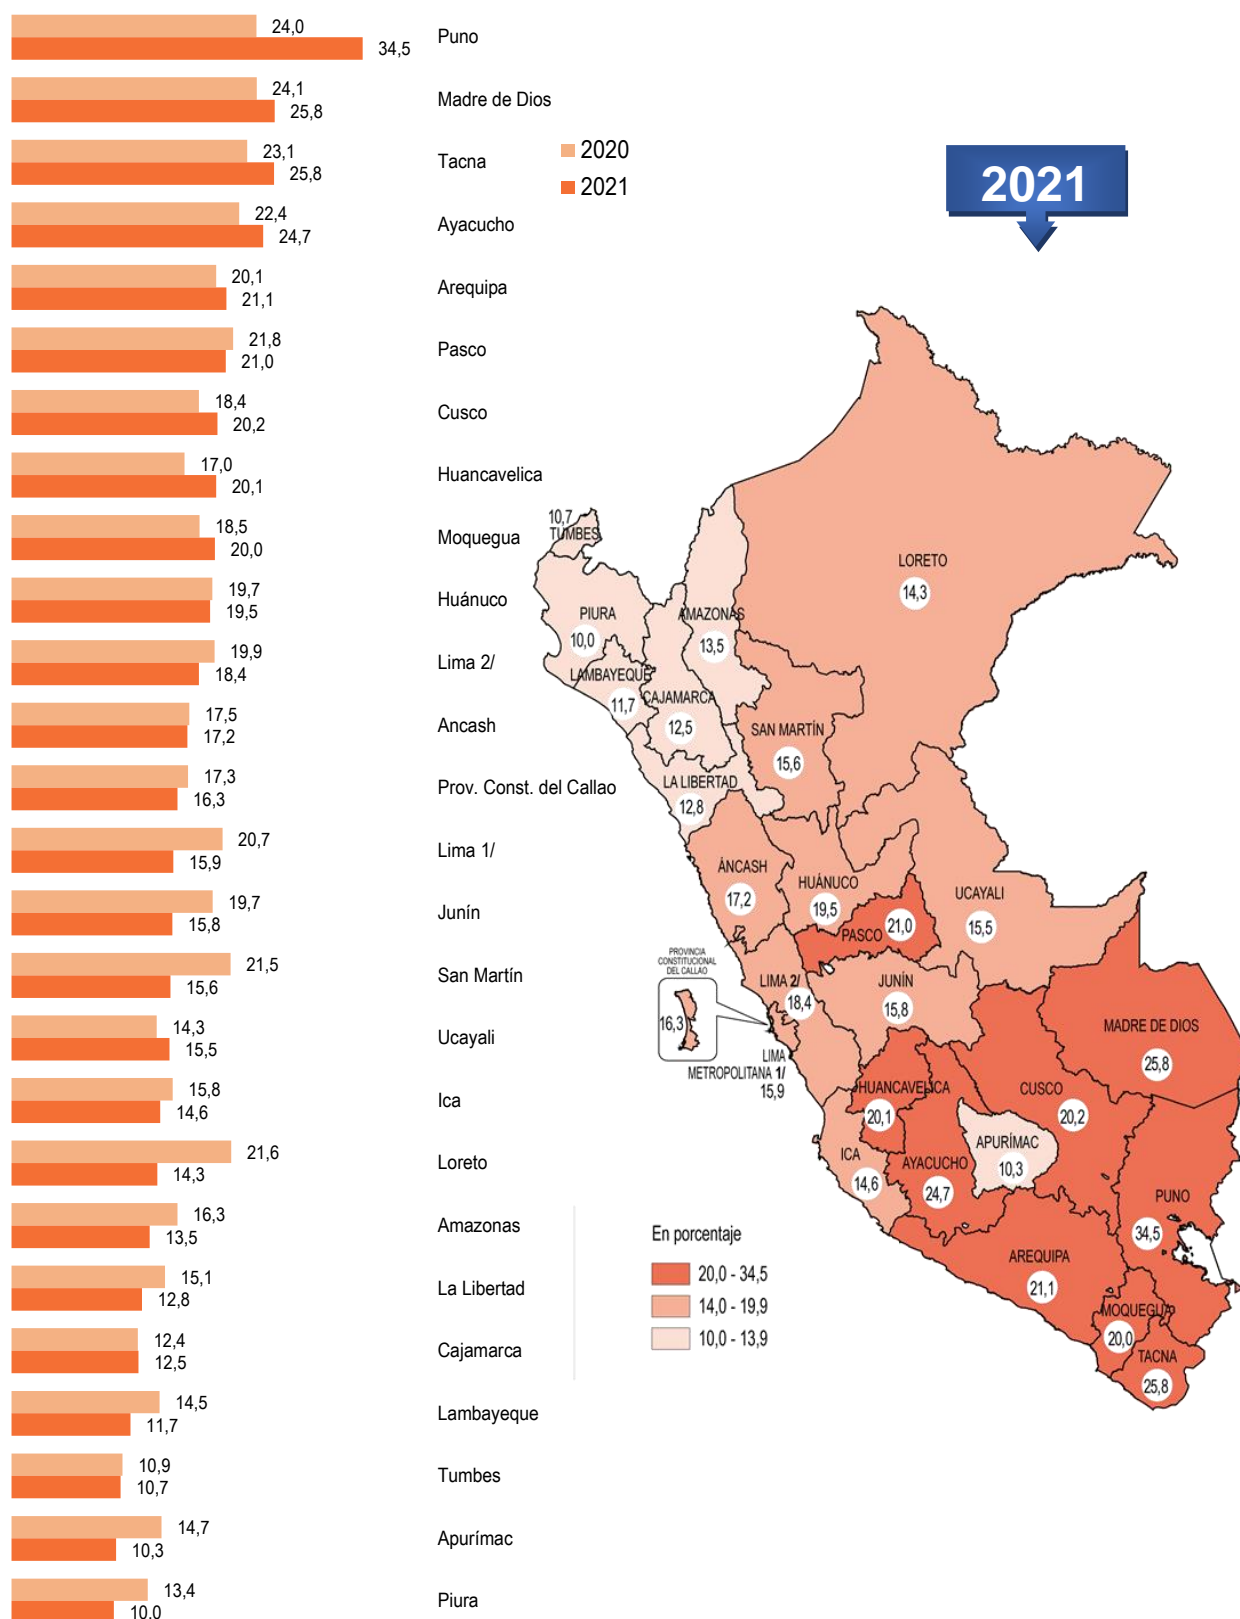 24,0
34,5
Puno
24,1
25,8
Madre de Dios
23,1
25,8
Tacna
2020
2021
2021
22,4
24,7
Ayacucho
20,1
21,1
Arequipa
21,8
21,0
Pasco
18,4
20,2
Cusco
17,0
20,1
Huancavelica
18,5
20,0
Moquegua
19,7
19,5
Huánuco
19,9
18,4
Lima 2/
17,5
17,2
Ancash
17,3
16,3
Prov. Const. del Callao
20,7
15,9
Lima 1/
19,7
15,8
Junín
21,5
15,6
San Martín
14,3
15,5
Ucayali
15,8
14,6
Ica
21,6
14,3
Loreto
16,3
13,5
Amazonas
15,1
12,8
La Libertad
12,4
12,5
Cajamarca
14,5
11,7
Lambayeque
10,9
10,7
Tumbes
14,7
10,3
Apurímac
13,4
10,0
Piura
10,7
TUMBES
LORETO
14,3
PIURA
10,0
AMAZONAS
13,5
LAMBAYEQUE
11,7
CAJAMARCA
12,5
SAN MARTÍN
15,6
LA LIBERTAD
12,8
ÁNCASH
17,2
HUÁNUCO
19,5
UCAYALI
15,5
PASCO
21,0
PROVINCIA
CONSTITUCIONAL
DEL CALLAO
16,3
LIMA 2/
18,4
JUNÍN
15,8
MADRE DE DIOS
25,8
LIMA
METROPOLITANA 1/
15,9
HUANCAVELICA
20,1
CUSCO
20,2
APURÍMAC
10,3
ICA
14,6
AYACUCHO
24,7
PUNO
34,5
AREQUIPA
21,1
MOQUEGUA
20,0
TACNA
25,8
En porcentaje
20,0 - 34,5
14,0 - 19,9
10,0 - 13,9